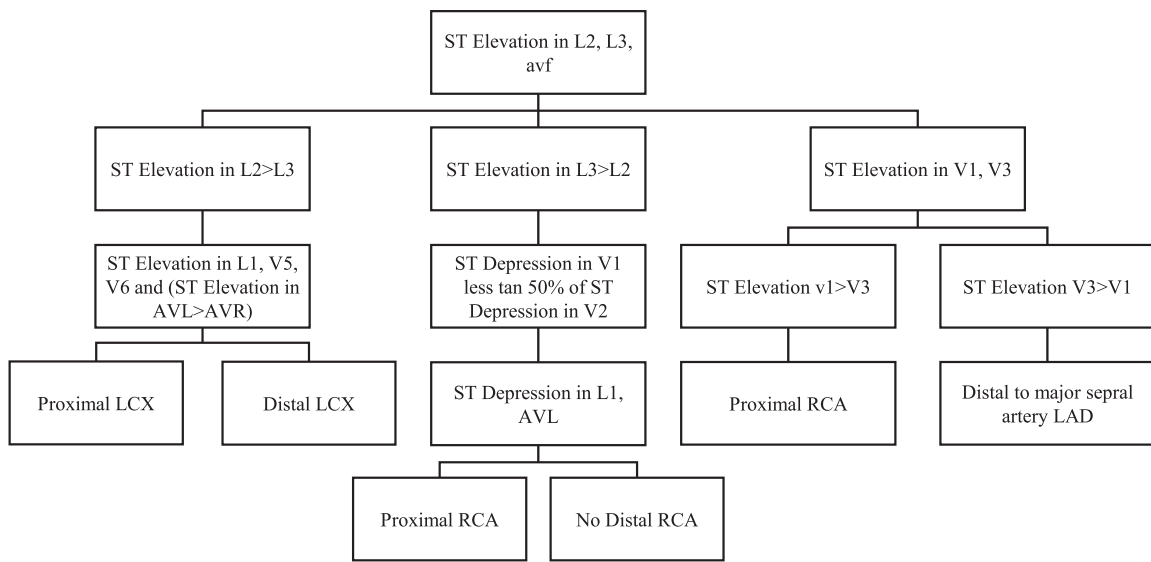 ST Elevation in L2, L3,
avf
ST Elevation in L2>L3
ST Elevation in L3>L2
ST Elevation in V1, V3
ST Elevation in L1, V5,
V6 and (ST Elevation in
AVL>AVR)
ST Depression in V1
less tan 50% of ST
Depression in V2
ST Elevation v1>V3
ST Elevation V3>V1
Proximal LCX
Distal LCX
ST Depression in L1,
AVL
Proximal RCA
Distal to major sepral
artery LAD
Proximal RCA
No Distal RCA